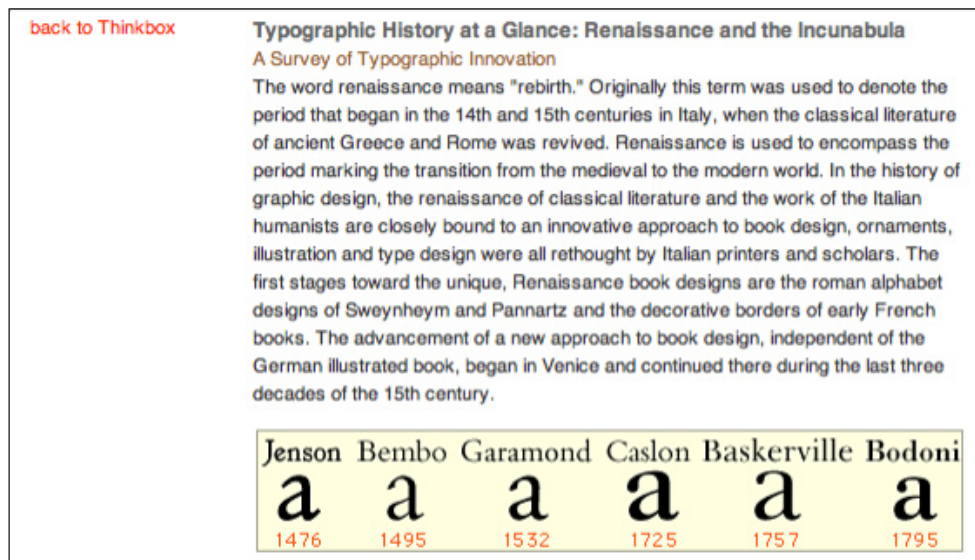 back to Thinkbox
Typographic History at a Glance: Renaissance and the Incunabula
A Survey of Typographic Innovation
The word renaissance means "rebirth." Originally this term was used to denote the
period that began in the 14th and 15th centuries in Italy, when the classical literature
of ancient Greece and Rome was revived. Renaissance is used to encompass the
period marking the transition from the medieval to the modern world. In the history of
graphic design, the renaissance of classical literature and the work of the Italian
humanists are closely bound to an innovative approach to book design, ornaments,
illustration and type design were all rethought by Italian printers and scholars. The
first stages toward the unique, Renaissance book designs are the roman alphabet
designs of Sweynheym and Pannartz and the decorative borders of early French
books. The advancement of a new approach to book design, independent of the
German illustrated book, began in Venice and continued there during the last three
decades of the 15th century.
Jenson Bembo Garamond Caslon Baskerville Bodoni
a a a a a a
1476 1495 1532 1725 1757 1795